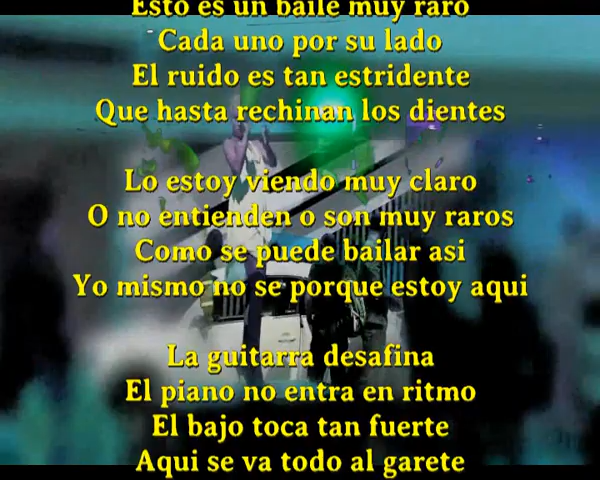 Esto es un baile muy raro
Cada uno por su lado
El ruido es tan estridente
Que hasta rechinan los dientes
Lo estoy viendo muy claro
O no entienden o son muy raros
Como se puede bailar asi
Yo mismo no se porque estoy aqui
La guitarra desafina
El piano no entra en ritmo
El bajo toca tan fuerte
Aqui se va todo al garete